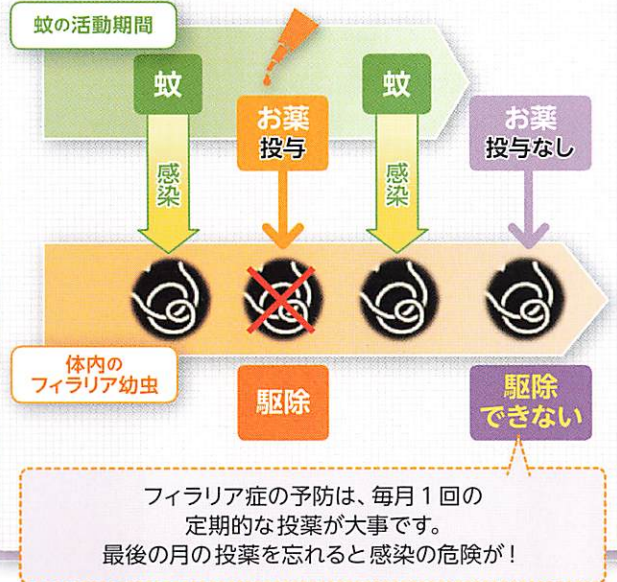 蚊の活動期間
蚊
お薬
投与
蚊
お薬
投与なし
感染
感染
体内の
フィラリア幼虫
駆除
駆除
できない
フィラリア症の予防は、毎月1回の
定期的な投薬が大事です。
最後の月の投薬を忘れると感染の危険が!